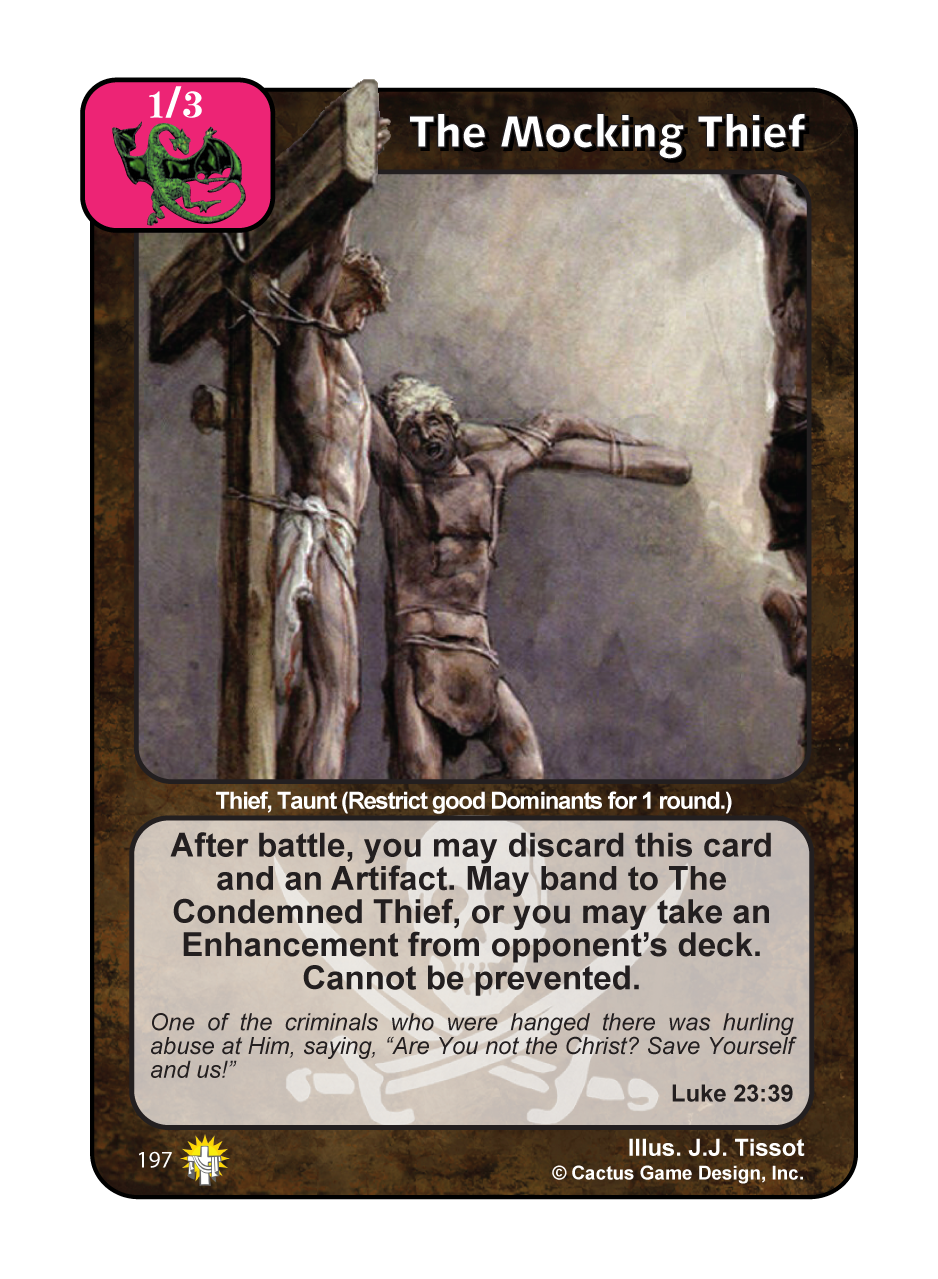 1/3
The Mocking Thief
Thief, Taunt (Restrict good Dominants for 1 round.)
After battle, you may discard this card
and an Artifact. May band to The
Condemned Thief, or you may take an
Enhancement from opponent’s deck.
Cannot be prevented.
One of the criminals who were hanged there was hurling
abuse at Him, saying, “Are You not the Christ? Save Yourself
and us!”
Luke 23:39
197
Illus. J.J. Tissot
© Cactus Game Design, Inc.